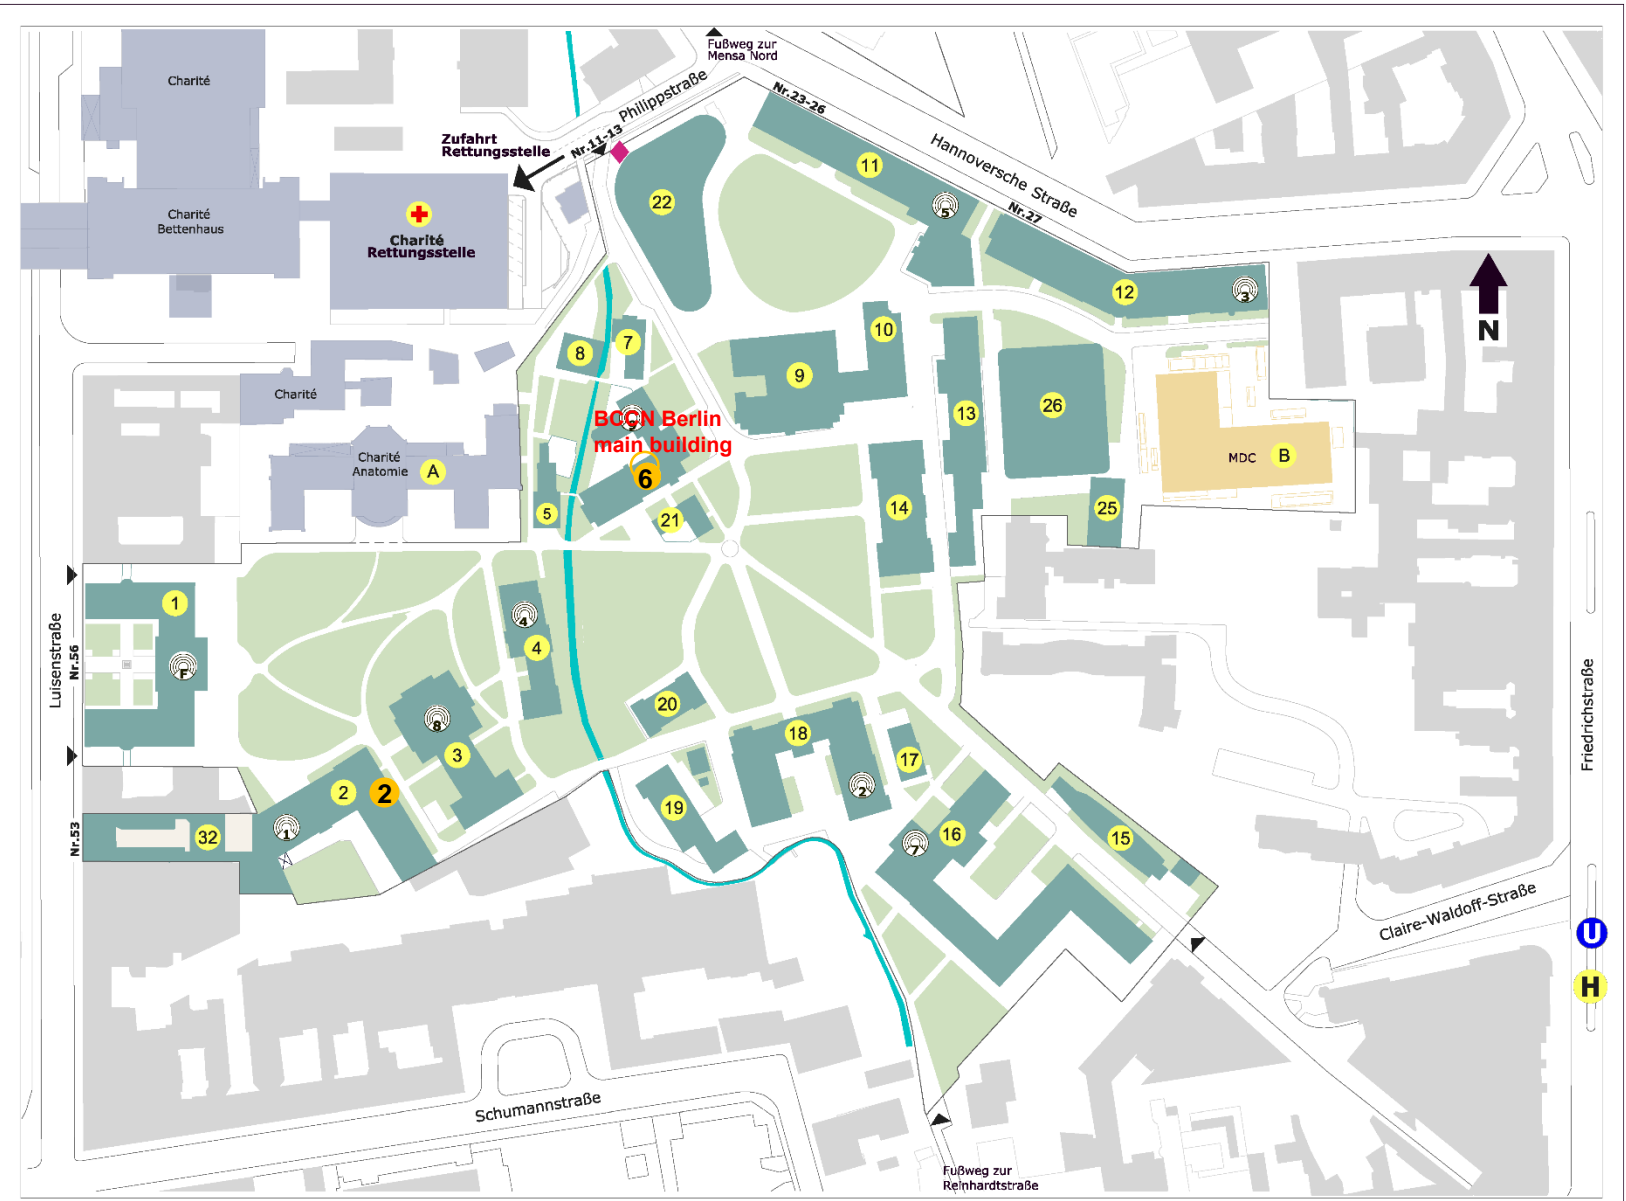 Fußweg zur
Mensa Nord
Charité
Philippstraße
Nr.23-26
Zufahrt
Rettungsstelle
Nr.11-13
Hannoversche Straße
11
22
5
Nr.27
Charité
Bettenhaus
Charité
Rettungsstelle
12
3
N
10
7
8
9
Charité
26
13
BCCN Berlin
main building
9
Charité
Anatomie
A
MDC
B
6
14
25
5
21
1
4
4
Luisenstraße
Nr.56
F
Friedrichstraße
20
8
18
3
17
2
2
2
19
1
32
Nr.53
16
7
15
Claire-Waldoff-Straße
U
H
Schumannstraße
Fußweg zur
Reinhardtstraße